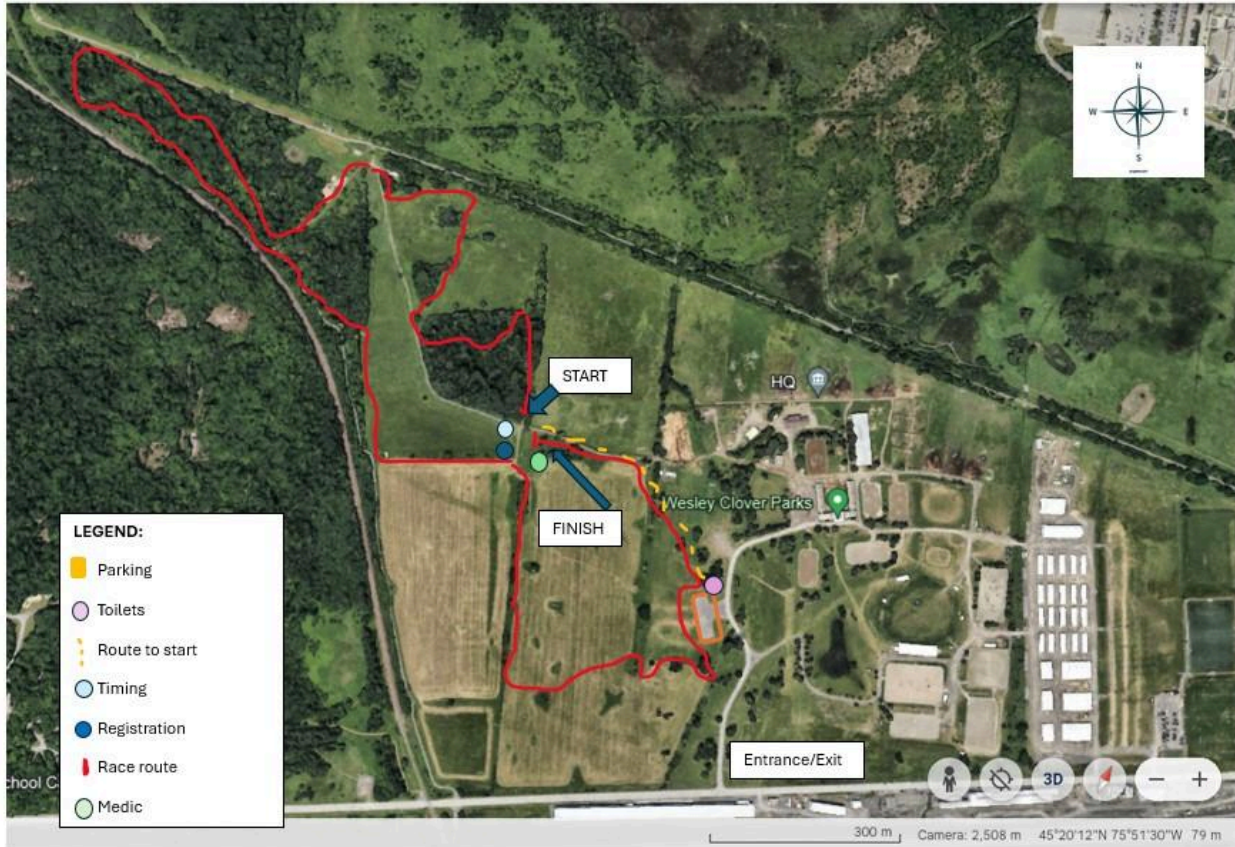 N
W E
S
START
HQ
Wesley Clover Parks
FINISH
LEGEND:
Parking
Toilets
Route to start
Timing
Registration
Race route
Medic
Entrance/Exit
chool C
3D
300 m Camera: 2,508 m 45°20'12"N 75°51'30"W 79 m